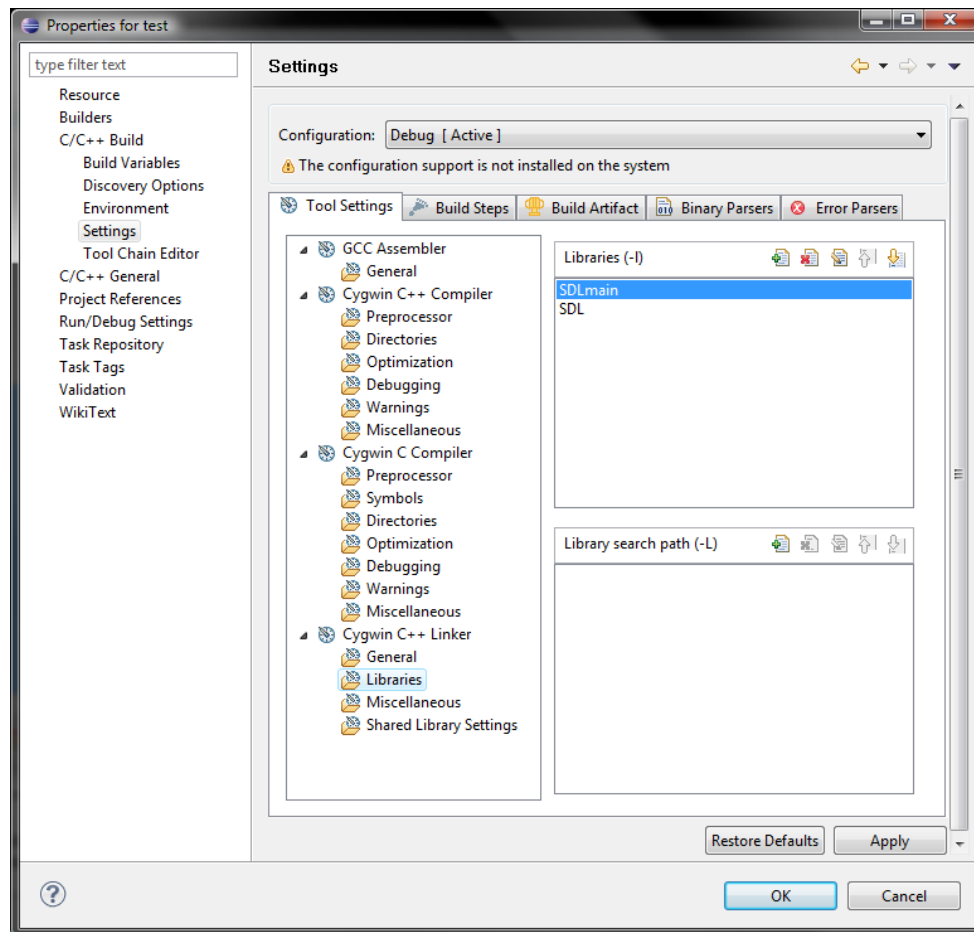 Properties for test
type filter text
Resource
Builders
C/C++ Build
Build Variables
Discovery Options
Environment
Settings
Tool Chain Editor
C/C++ General
Project References
Run/Debug Settings
Task Repository
Task Tags
Validation
WikiText
Settings
Configuration: Debug [ Active ]
The configuration support is not installed on the system
Tool Settings Build Steps Build Artifact Binary Parsers Error Parsers
GCC Assembler
General
Cygwin C++ Compiler
Preprocessor
Directories
Optimization
Debugging
Warnings
Miscellaneous
Cygwin C Compiler
Preprocessor
Symbols
Directories
Optimization
Debugging
Warnings
Miscellaneous
Cygwin C++ Linker
General
Libraries
Miscellaneous
Shared Library Settings
Libraries (-l)
SDLmain
SDL
Library search path (-L)
Restore Defaults Apply
OK Cancel